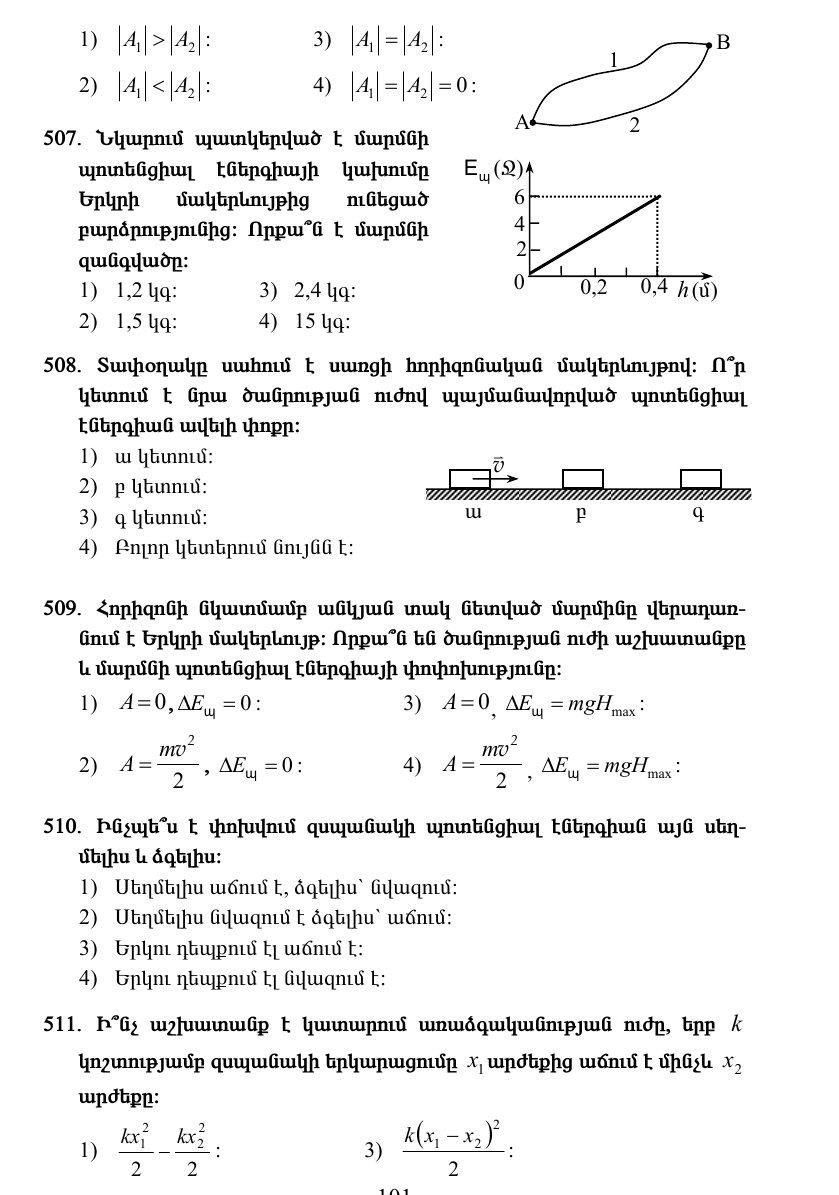 1) |A₁| > |A₂| : 3) |A₁| = |A₂| :
2) |A₁| < |A₂| : 4) |A₁| = |A₂| = 0 :
A 1 2 B
507. Նկարում պատկերված է մարմնի
պոտենցիալ էներգիայի կախումը
Երկրի մակերևույթից ունեցած
բարձրությունից: Որքա՞ն է մարմնի
զանգվածը:
1) 1,2 կգ: 3) 2,4 կգ:
2) 1,5 կգ: 4) 15 կգ:
Eպ (Ջ)
6
4
2
0 0,2 0,4 h (մ)
508. Տափօղակը սահում է սառցի հորիզոնական մակերևույթով: Ո՞ր
կետում է նրա ծանրության ուժով պայմանավորված պոտենցիալ
էներգիան ավելի փոքր:
1) ա կետում:
2) բ կետում:
3) գ կետում:
4) Բոլոր կետերում նույնն է:
v⃗
ա բ գ
509. Հորիզոնի նկատմամբ անկյան տակ նետված մարմինը վերադառ-
նում է Երկրի մակերևույթ: Որքա՞ն են ծանրության ուժի աշխատանքը
և մարմնի պոտենցիալ էներգիայի փոփոխությունը:
1) A = 0, ΔEպ = 0 : 3) A = 0, ΔEպ = mgHmax :
2) A = mv²/2 , ΔEպ = 0 : 4) A = mv²/2 , ΔEպ = mgHmax :
510. Ինչպե՞ս է փոխվում զսպանակի պոտենցիալ էներգիան այն սեղ-
մելիս և ձգելիս:
1) Սեղմելիս աճում է, ձգելիս՝ նվազում:
2) Սեղմելիս նվազում է ձգելիս՝ աճում:
3) Երկու դեպքում էլ աճում է:
4) Երկու դեպքում էլ նվազում է:
511. Ի՞նչ աշխատանք է կատարում առաձգականության ուժը, երբ k
կոշտությամբ զսպանակի երկարացումը x₁ արժեքից աճում է մինչև x₂
արժեքը:
1) kx₁²/2 − kx₂²/2 : 3) k(x₁ − x₂)²/2 :
101